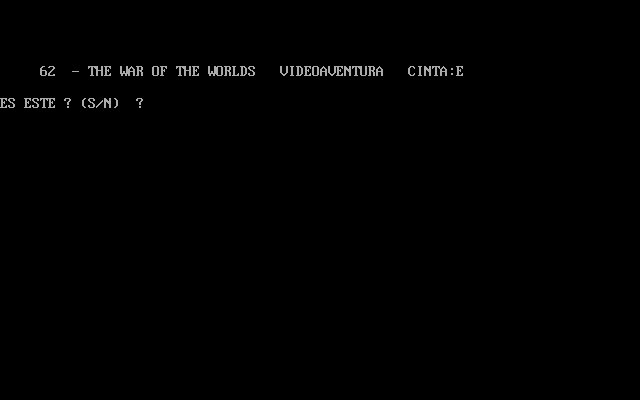 62 - THE WAR OF THE WORLDS VIDEOAVENTURA CINTA:E
ES ESTE ? (S/N) ?